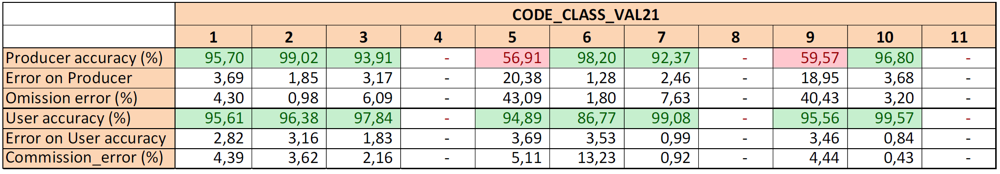 CODE_CLASS_VAL21
1 2 3 4 5 6 7 8 9 10 11
Producer accuracy (%) 95,70 99,02 93,91 - 56,91 98,20 92,37 - 59,57 96,80 -
Error on Producer 3,69 1,85 3,17 - 20,38 1,28 2,46 - 18,95 3,68 -
Omission error (%) 4,30 0,98 6,09 - 43,09 1,80 7,63 - 40,43 3,20 -
User accuracy (%) 95,61 96,38 97,84 - 94,89 86,77 99,08 - 95,56 99,57 -
Error on User accuracy 2,82 3,16 1,83 - 3,69 3,53 0,99 - 3,46 0,84 -
Commission_error (%) 4,39 3,62 2,16 - 5,11 13,23 0,92 - 4,44 0,43 -